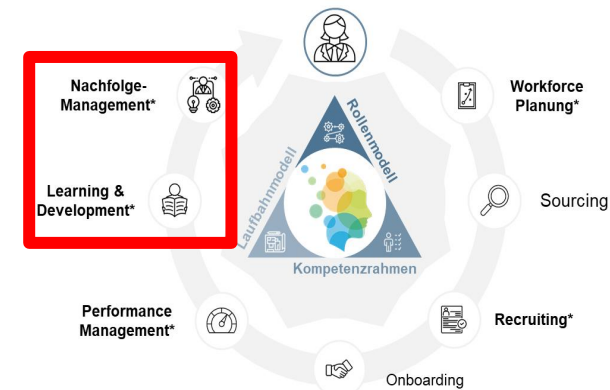 Nachfolge-
Management*
Workforce
Planung*
Rollenmodell
Laufbahnmodell
Learning &
Development*
Sourcing
Kompetenzrahmen
Performance
Management*
Recruiting*
Onboarding